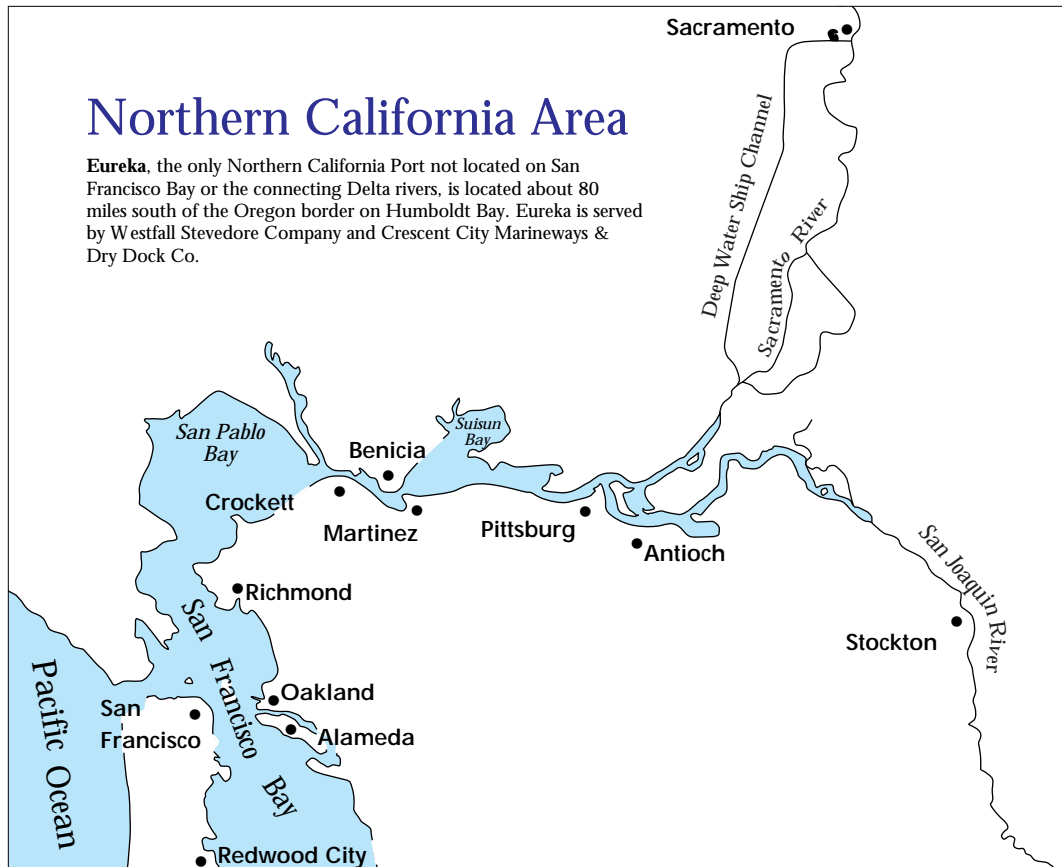 Sacramento
Northern California Area
Eureka, the only Northern California Port not located on San
Francisco Bay or the connecting Delta rivers, is located about 80
miles south of the Oregon border on Humboldt Bay. Eureka is served
by Westfall Stevedore Company and Crescent City Marineways &
Dry Dock Co.
Deep Water Ship Channel
Sacramento River
San Pablo
Bay
Suisun
Bay
Benicia
Crockett
Martinez
Pittsburg
Antioch
San Joaquin River
Richmond
Stockton
San Francisco Bay
Pacific Ocean
Oakland
San
Francisco
Alameda
Redwood City